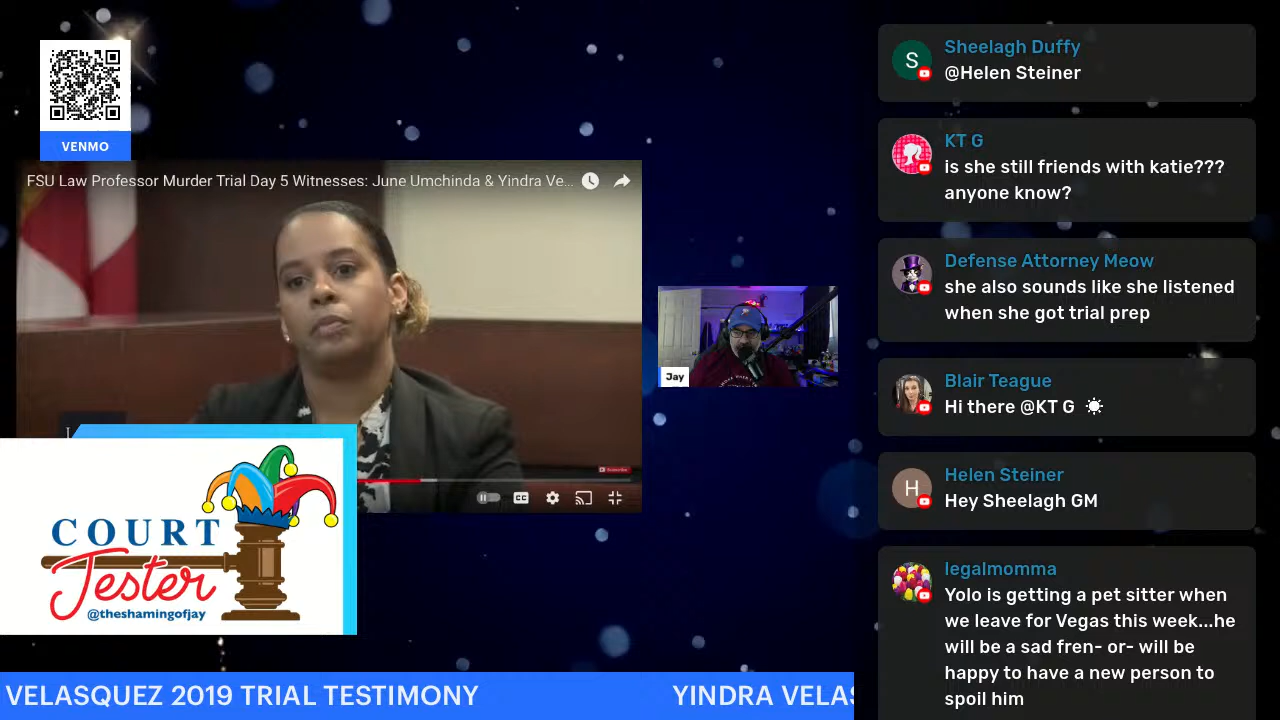 VENMO
FSU Law Professor Murder Trial Day 5 Witnesses: June Umchinda & Yindra Ve...
CC
Jay
COURT
Jester
@theshamingofjay
VELASQUEZ 2019 TRIAL TESTIMONY
YINDRA VELAS
S
Sheelagh Duffy
@Helen Steiner
KT G
is she still friends with katie???
anyone know?
Defense Attorney Meow
she also sounds like she listened
when she got trial prep
Blair Teague
Hi there @KT G
H
Helen Steiner
Hey Sheelagh GM
legalmomma
Yolo is getting a pet sitter when
we leave for Vegas this week...he
will be a sad fren- or- will be
happy to have a new person to
spoil him